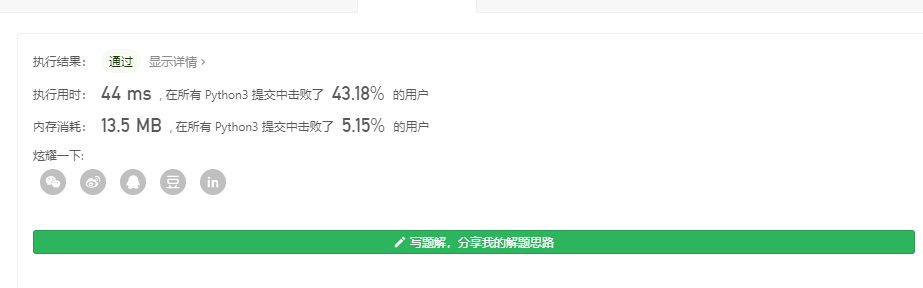 执行结果： 通过 显示详情 ›
执行用时： 44 ms , 在所有 Python3 提交中击败了 43.18% 的用户
内存消耗： 13.5 MB , 在所有 Python3 提交中击败了 5.15% 的用户
炫耀一下:
豆 in
写题解，分享我的解题思路